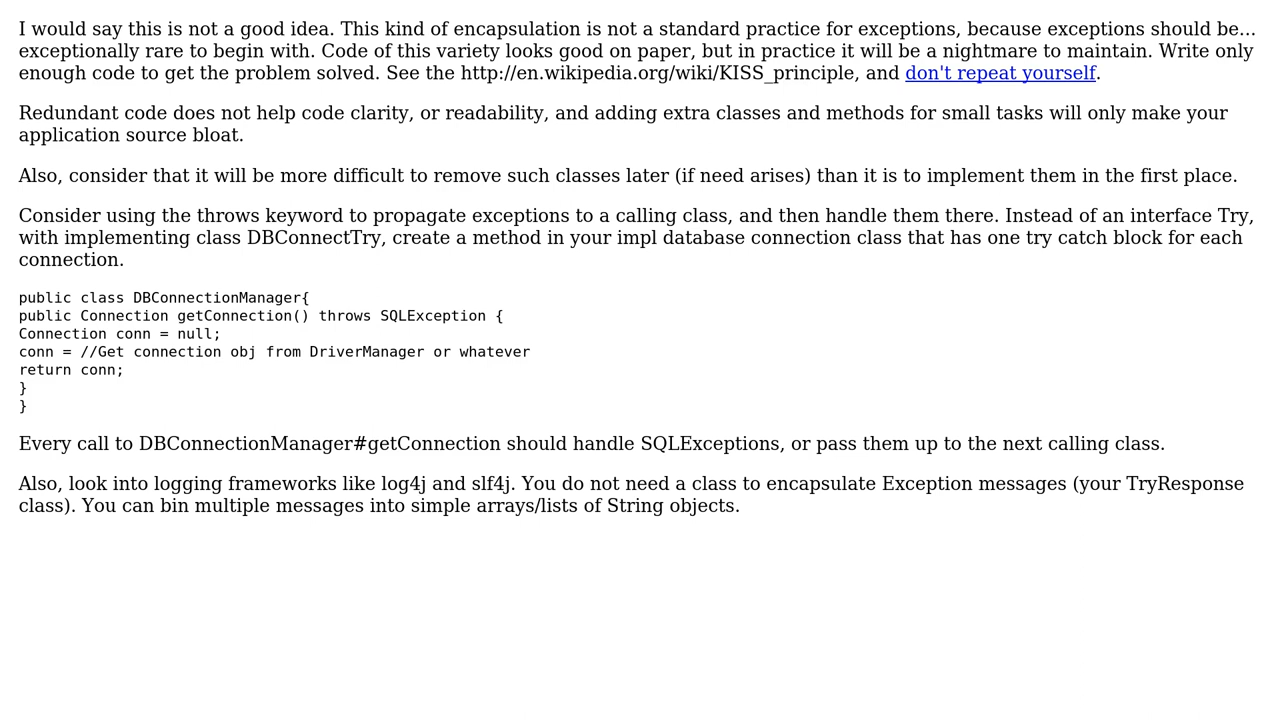 I would say this is not a good idea. This kind of encapsulation is not a standard practice for exceptions, because exceptions should be...
exceptionally rare to begin with. Code of this variety looks good on paper, but in practice it will be a nightmare to maintain. Write only
enough code to get the problem solved. See the http://en.wikipedia.org/wiki/KISS_principle, and don't repeat yourself.
Redundant code does not help code clarity, or readability, and adding extra classes and methods for small tasks will only make your
application source bloat.
Also, consider that it will be more difficult to remove such classes later (if need arises) than it is to implement them in the first place.
Consider using the throws keyword to propagate exceptions to a calling class, and then handle them there. Instead of an interface Try,
with implementing class DBConnectTry, create a method in your impl database connection class that has one try catch block for each
connection.
public class DBConnectionManager{
public Connection getConnection() throws SQLException {
Connection conn = null;
conn = //Get connection obj from DriverManager or whatever
return conn;
}
}
Every call to DBConnectionManager#getConnection should handle SQLExceptions, or pass them up to the next calling class.
Also, look into logging frameworks like log4j and slf4j. You do not need a class to encapsulate Exception messages (your TryResponse
class). You can bin multiple messages into simple arrays/lists of String objects.